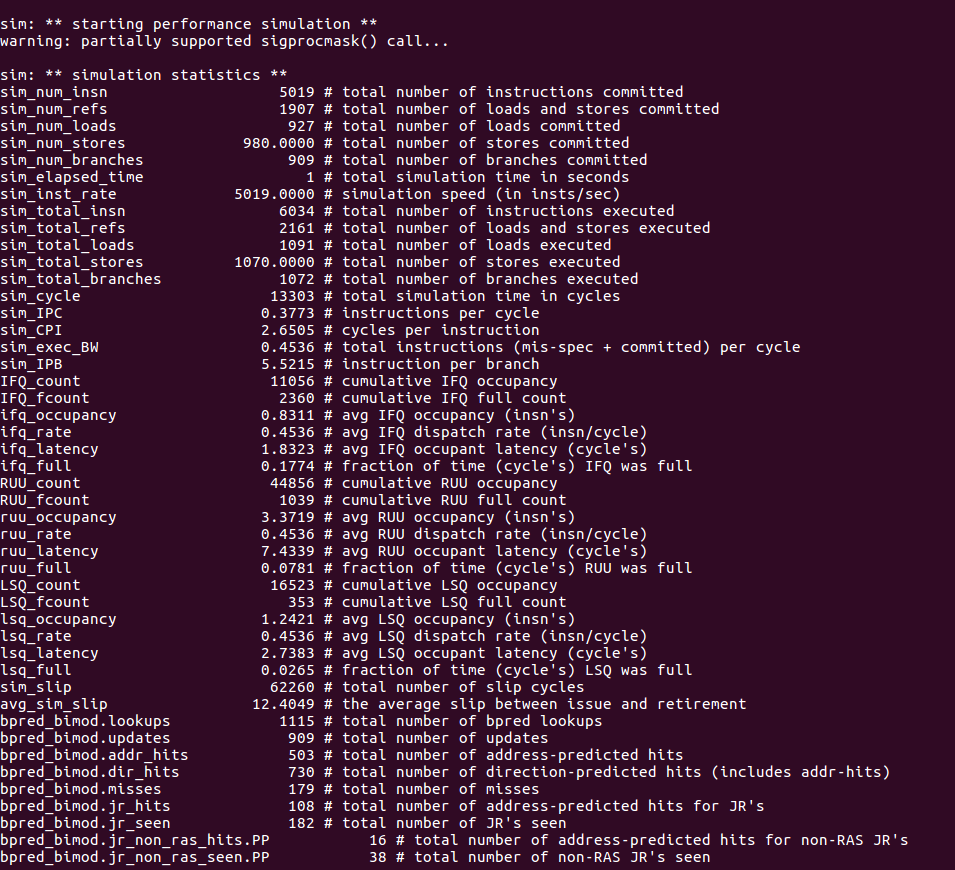 sim: ** starting performance simulation **
warning: partially supported sigprocmask() call...
sim: ** simulation statistics **
sim_num_insn 5019 # total number of instructions committed
sim_num_refs 1907 # total number of loads and stores committed
sim_num_loads 927 # total number of loads committed
sim_num_stores 980.0000 # total number of stores committed
sim_num_branches 909 # total number of branches committed
sim_elapsed_time 1 # total simulation time in seconds
sim_inst_rate 5019.0000 # simulation speed (in insts/sec)
sim_total_insn 6034 # total number of instructions executed
sim_total_refs 2161 # total number of loads and stores executed
sim_total_loads 1091 # total number of loads executed
sim_total_stores 1070.0000 # total number of stores executed
sim_total_branches 1072 # total number of branches executed
sim_cycle 13303 # total simulation time in cycles
sim_IPC 0.3773 # instructions per cycle
sim_CPI 2.6505 # cycles per instruction
sim_exec_BW 0.4536 # total instructions (mis-spec + committed) per cycle
sim_IPB 5.5215 # instruction per branch
IFQ_count 11056 # cumulative IFQ occupancy
IFQ_fcount 2360 # cumulative IFQ full count
ifq_occupancy 0.8311 # avg IFQ occupancy (insn's)
ifq_rate 0.4536 # avg IFQ dispatch rate (insn/cycle)
ifq_latency 1.8323 # avg IFQ occupant latency (cycle's)
ifq_full 0.1774 # fraction of time (cycle's) IFQ was full
RUU_count 44856 # cumulative RUU occupancy
RUU_fcount 1039 # cumulative RUU full count
ruu_occupancy 3.3719 # avg RUU occupancy (insn's)
ruu_rate 0.4536 # avg RUU dispatch rate (insn/cycle)
ruu_latency 7.4339 # avg RUU occupant latency (cycle's)
ruu_full 0.0781 # fraction of time (cycle's) RUU was full
LSQ_count 16523 # cumulative LSQ occupancy
LSQ_fcount 353 # cumulative LSQ full count
lsq_occupancy 1.2421 # avg LSQ occupancy (insn's)
lsq_rate 0.4536 # avg LSQ dispatch rate (insn/cycle)
lsq_latency 2.7383 # avg LSQ occupant latency (cycle's)
lsq_full 0.0265 # fraction of time (cycle's) LSQ was full
sim_slip 62260 # total number of slip cycles
avg_sim_slip 12.4049 # the average slip between issue and retirement
bpred_bimod.lookups 1115 # total number of bpred lookups
bpred_bimod.updates 909 # total number of updates
bpred_bimod.addr_hits 503 # total number of address-predicted hits
bpred_bimod.dir_hits 730 # total number of direction-predicted hits (includes addr-hits)
bpred_bimod.misses 179 # total number of misses
bpred_bimod.jr_hits 108 # total number of address-predicted hits for JR's
bpred_bimod.jr_seen 182 # total number of JR's seen
bpred_bimod.jr_non_ras_hits.PP 16 # total number of address-predicted hits for non-RAS JR's
bpred_bimod.jr_non_ras_seen.PP 38 # total number of non-RAS JR's seen